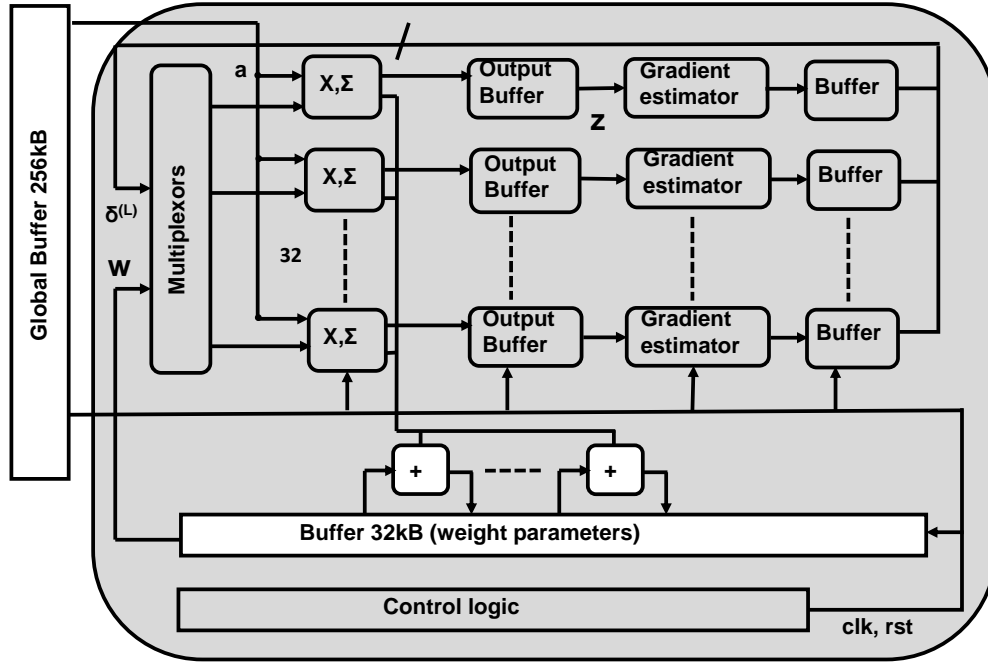 Global Buffer 256kB
a
Multiplexors
δ(L)
W
X,Σ
Output
Buffer
z
Gradient
estimator
Buffer
X,Σ
Output
Buffer
Gradient
estimator
Buffer
32
X,Σ
Output
Buffer
Gradient
estimator
Buffer
+
+
Buffer 32kB (weight parameters)
Control logic
clk, rst